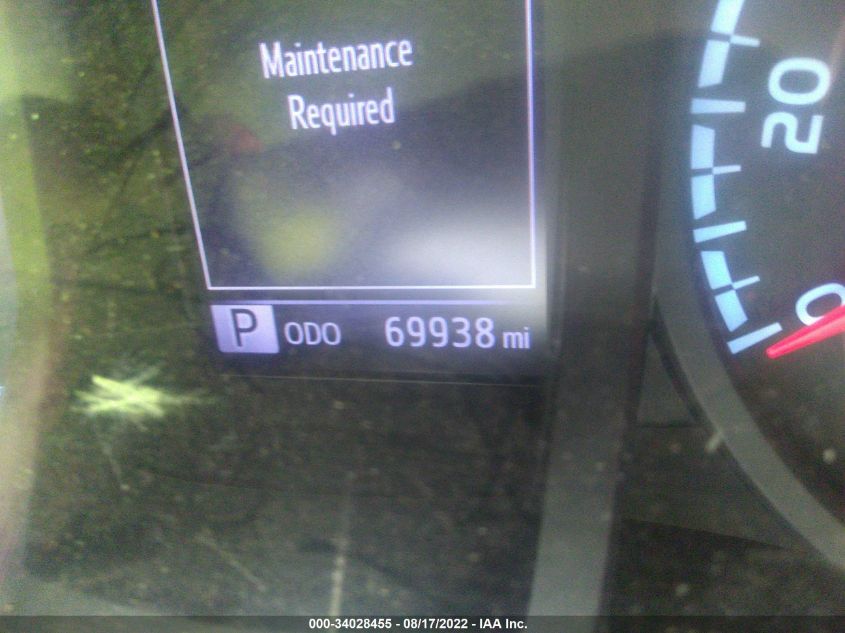 Maintenance
Required
20
0
P ODO 69938 mi
000-34028455 - 08/17/2022 - IAA Inc.